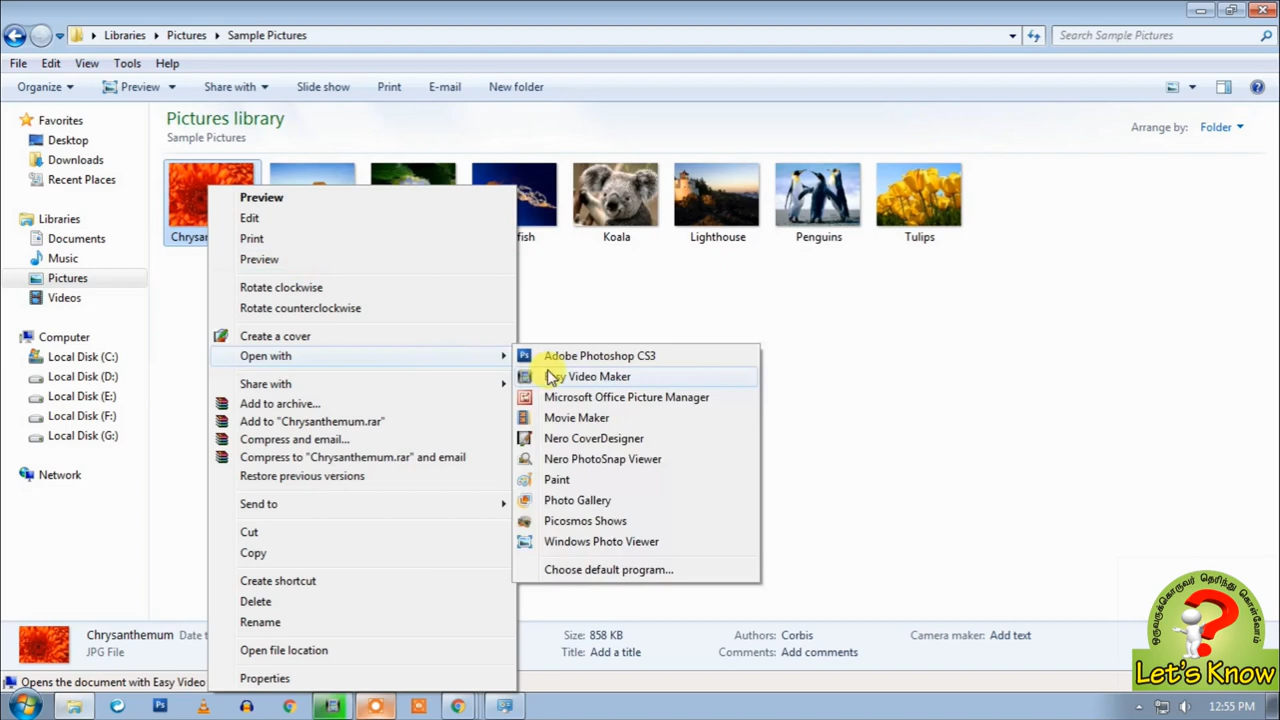 Libraries
Pictures
Sample Pictures
Search Sample Pictures
File Edit View Tools Help
Organize Preview Share with Slide show Print E-mail New folder
Pictures library
Sample Pictures
Arrange by: Folder
Favorites
Desktop
Downloads
Recent Places
Libraries
Documents
Music
Pictures
Videos
Computer
Local Disk (C:)
Local Disk (D:)
Local Disk (E:)
Local Disk (F:)
Local Disk (G:)
Network
Chrys
fish
Koala
Lighthouse
Penguins
Tulips
Preview
Edit
Print
Preview
Rotate clockwise
Rotate counterclockwise
Create a cover
Open with
Share with
Add to archive...
Add to "Chrysanthemum.rar"
Compress and email...
Compress to "Chrysanthemum.rar" and email
Restore previous versions
Send to
Cut
Copy
Create shortcut
Delete
Rename
Open file location
Properties
Ps Adobe Photoshop CS3
sy Video Maker
Microsoft Office Picture Manager
Movie Maker
Nero CoverDesigner
Nero PhotoSnap Viewer
Paint
Photo Gallery
Picosmos Shows
Windows Photo Viewer
Choose default program...
Chrysanthemum Date t
JPG File
Size: 858 KB
Title: Add a title
Authors: Corbis
Comments: Add comments
Camera maker: Add text
Opens the document with Easy Video
Ps
12:55 PM
ஒருவருக்கொருவர் தெரிந்து கொள்வோம்
?
Let's Know